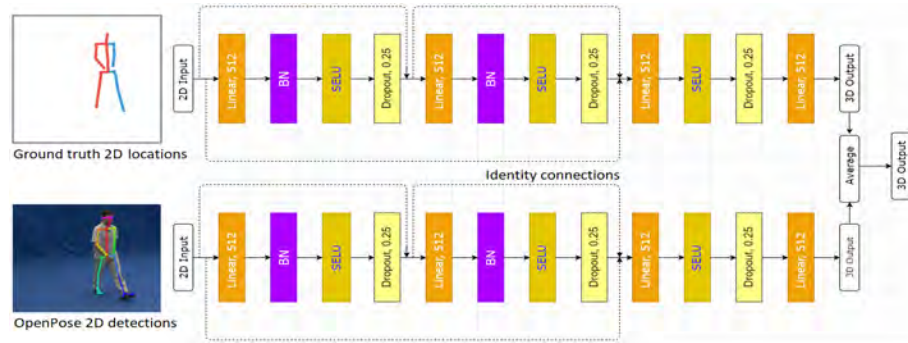 2D Input
Linear, 512
BN
SELU
Dropout, 0.25
Linear, 512
BN
SELU
Dropout, 0.25
Linear, 512
SELU
Dropout, 0.25
Linear, 512
3D Output
Ground truth 2D locations
Identity connections
Average
3D Output
2D Input
Linear, 512
BN
SELU
Dropout, 0.25
Linear, 512
BN
SELU
Dropout, 0.25
Linear, 512
SELU
Dropout, 0.25
Linear, 512
3D Output
OpenPose 2D detections